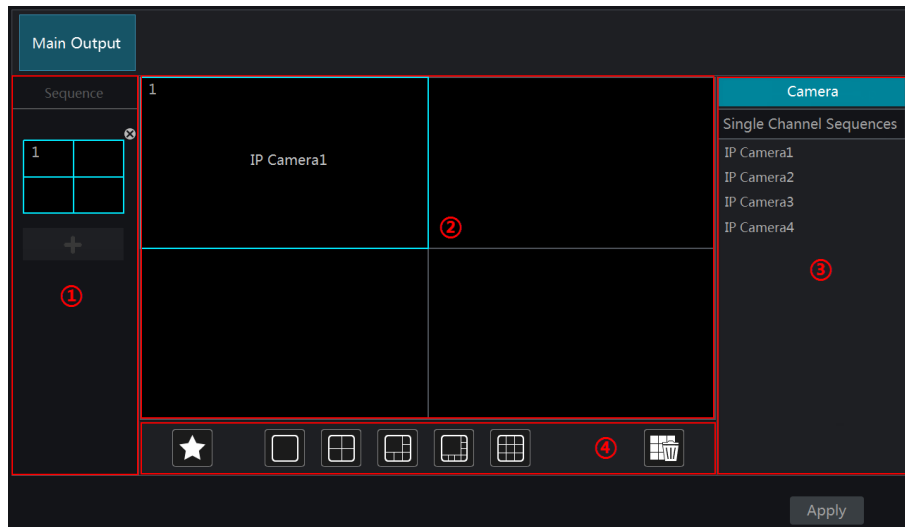 Main Output
Sequence
1
①
1
IP Camera1
②
④
Camera
Single Channel Sequences
IP Camera1
IP Camera2
IP Camera3
IP Camera4
③
Apply